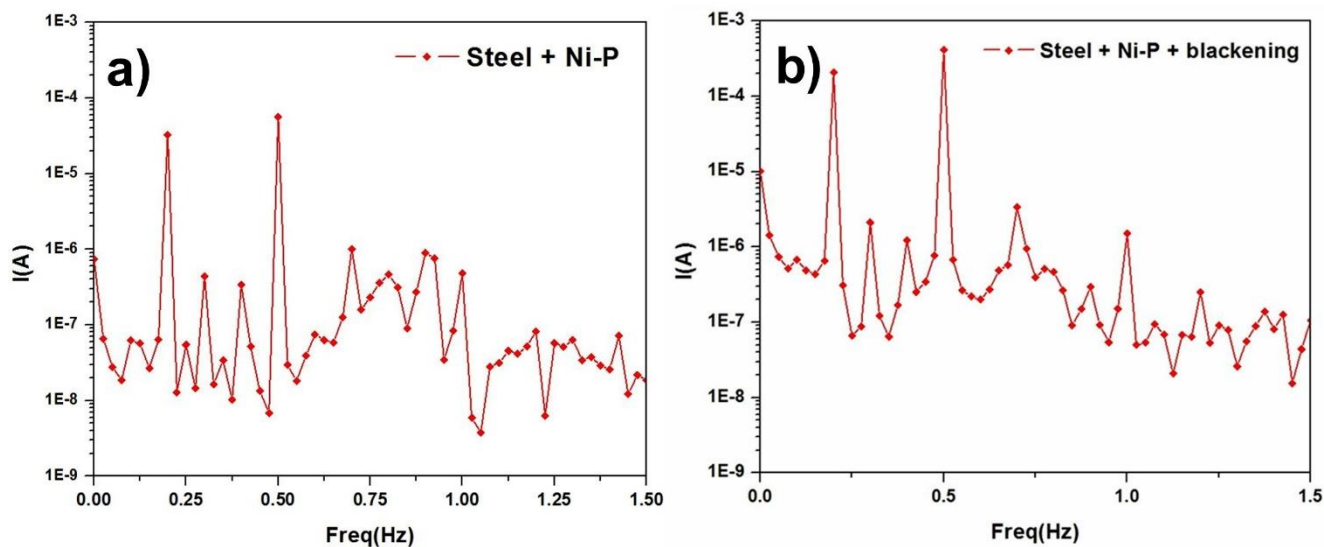 a)
Steel + Ni-P
1E-3
1E-4
1E-5
1E-6
1E-7
1E-8
1E-9
I(A)
0.00 0.25 0.50 0.75 1.00 1.25 1.50
Freq(Hz)
b)
Steel + Ni-P + blackening
1E-3
1E-4
1E-5
1E-6
1E-7
1E-8
1E-9
I(A)
0.0 0.5 1.0 1.5
Freq(Hz)